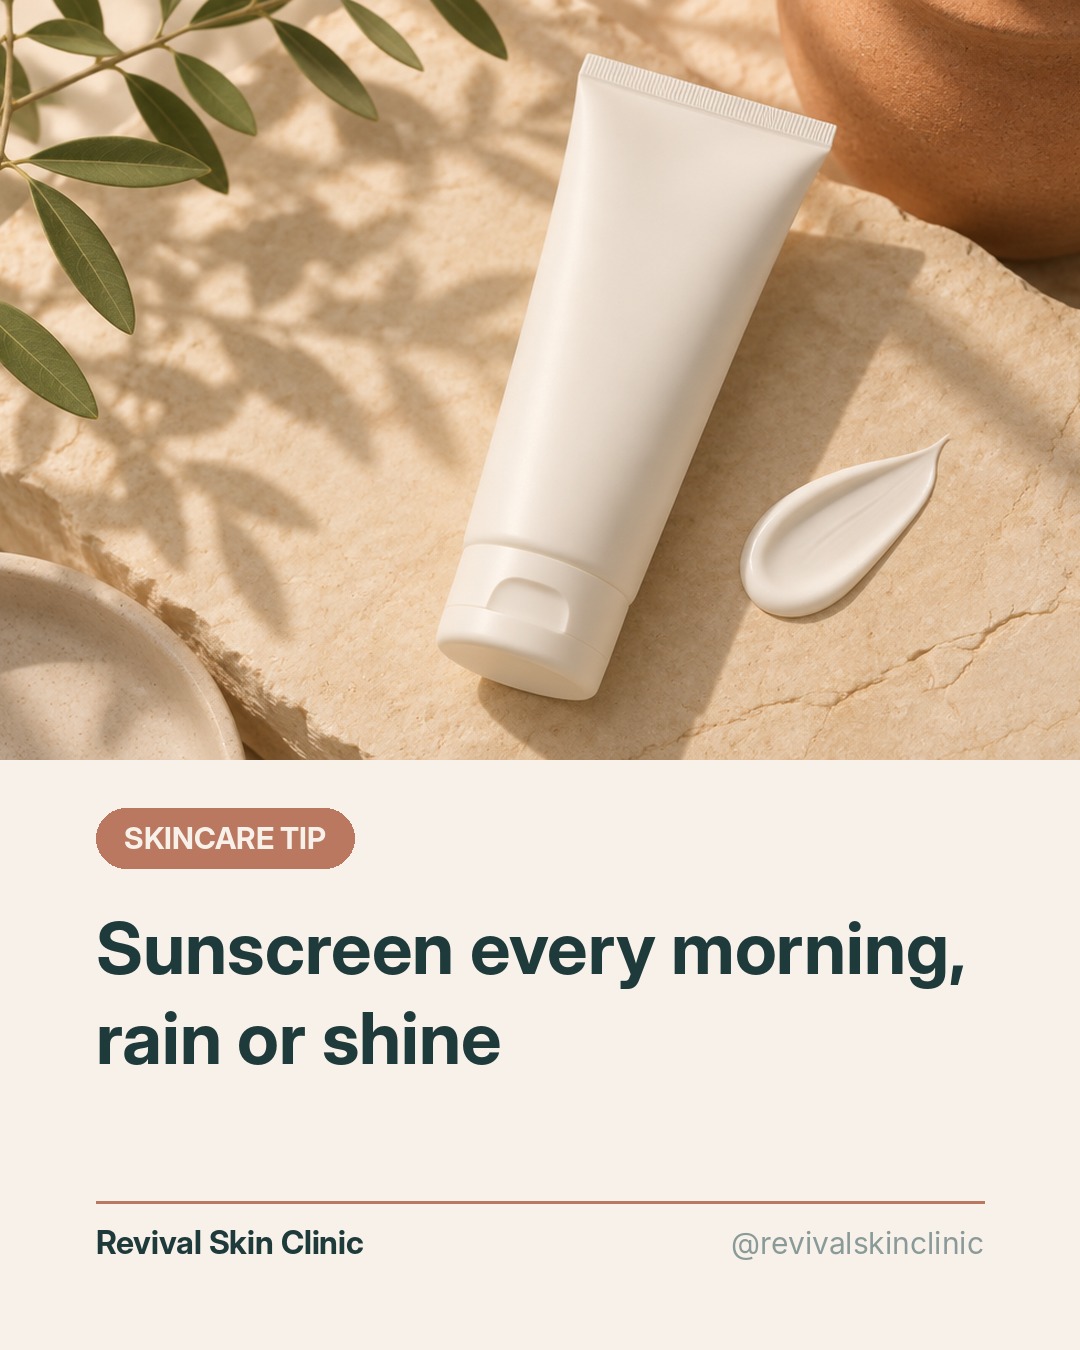 SKINCARE TIP
Sunscreen every morning,
rain or shine
Revival Skin Clinic
@revivalskinclinic